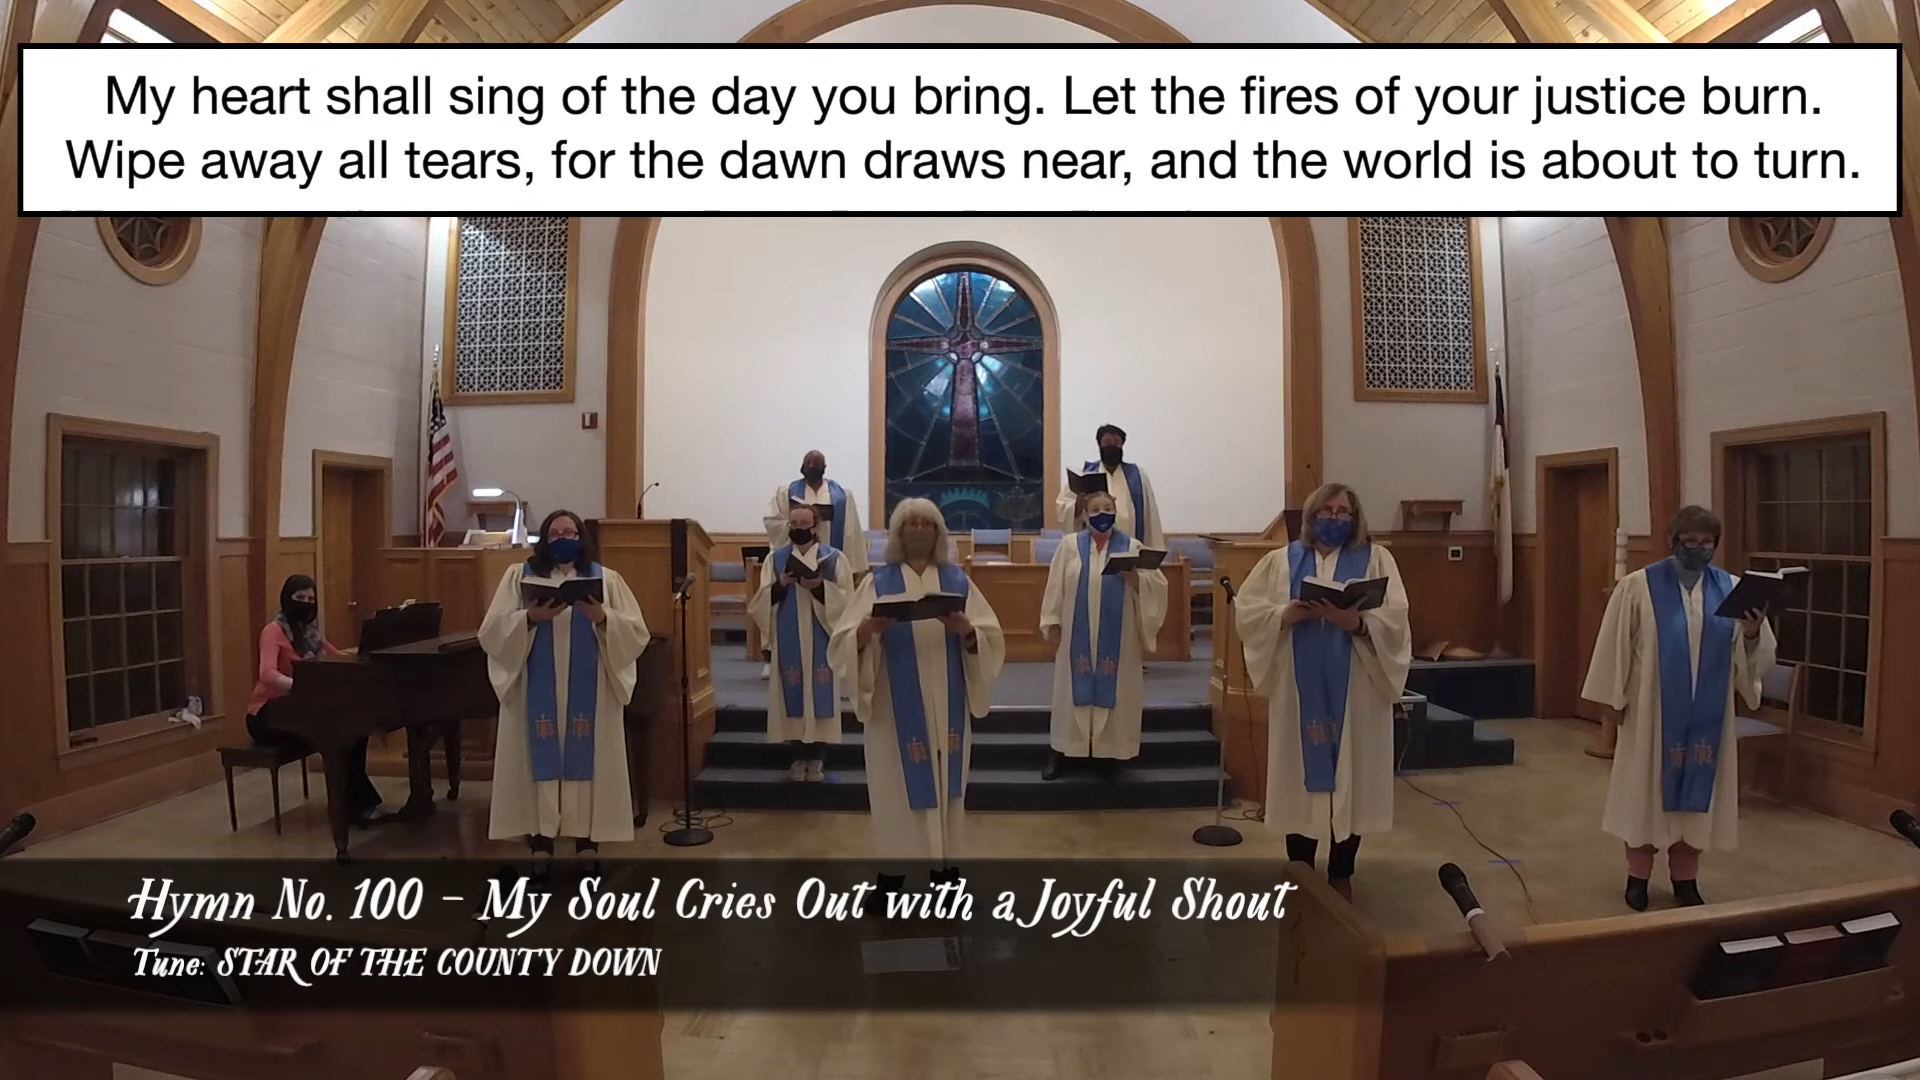 My heart shall sing of the day you bring. Let the fires of your justice burn.
Wipe away all tears, for the dawn draws near, and the world is about to turn.
Hymn No. 100 – My Soul Cries Out with a Joyful Shout
Tune: STAR OF THE COUNTY DOWN